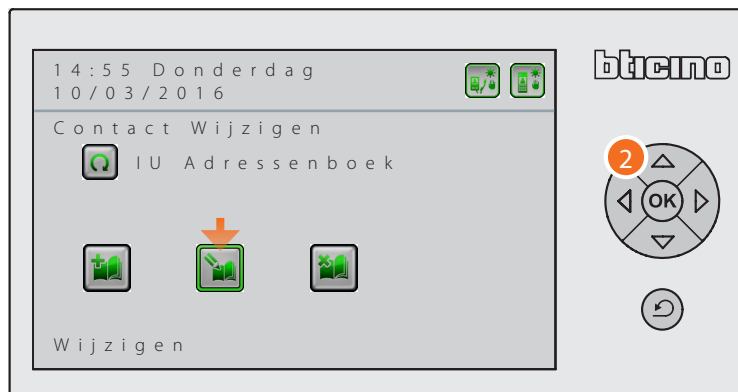 14:55 Donderdag
10/03/2016
Contact Wijzigen
IU Adressenboek
Wijzigen
bticino
2
OK